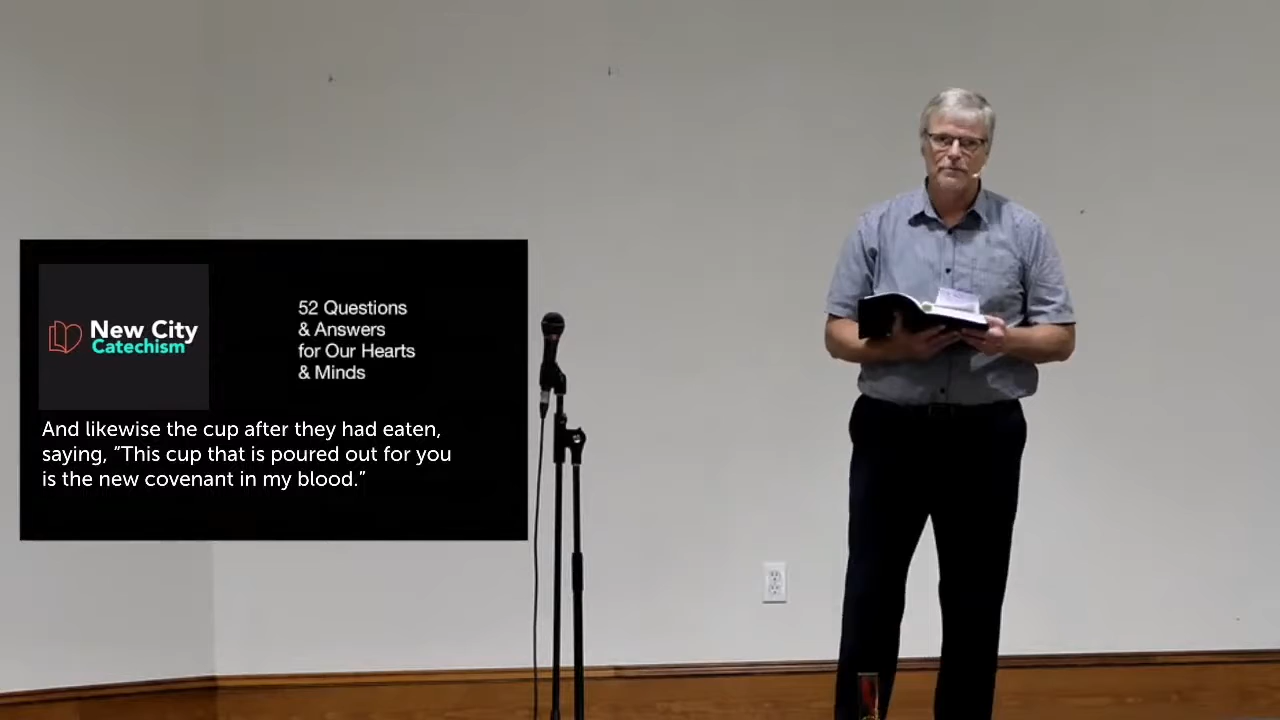 New City
Catechism
52 Questions
& Answers
for Our Hearts
& Minds
And likewise the cup after they had eaten,
saying, “This cup that is poured out for you
is the new covenant in my blood.”